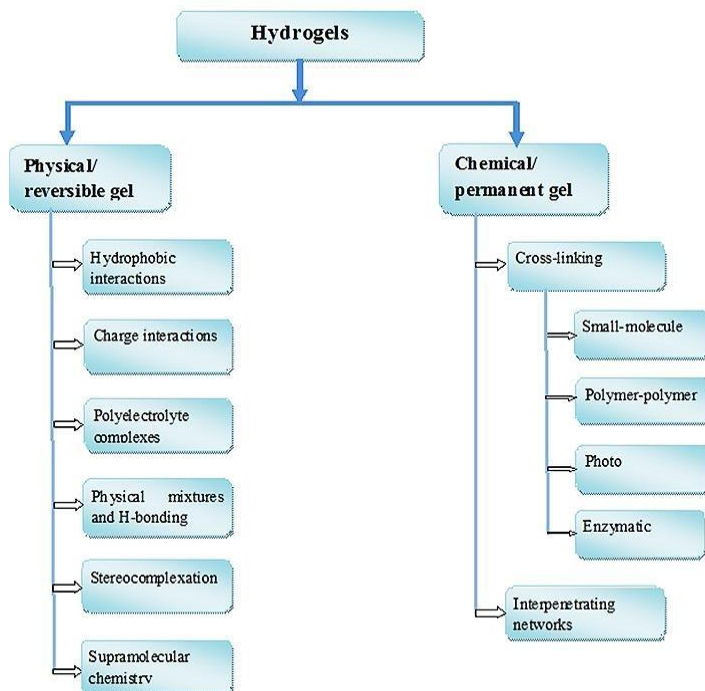 Hydrogels
Physical/
reversible gel
Hydrophobic
interactions
Charge interactions
Polyelectrolyte
complexes
Physical mixtures
and H-bonding
Stereocomplexation
Supramolecular
chemistry
Chemical/
permanent gel
Cross-linking
Small-molecule
Polymer-polymer
Photo
Enzymatic
Interpenetrating
networks